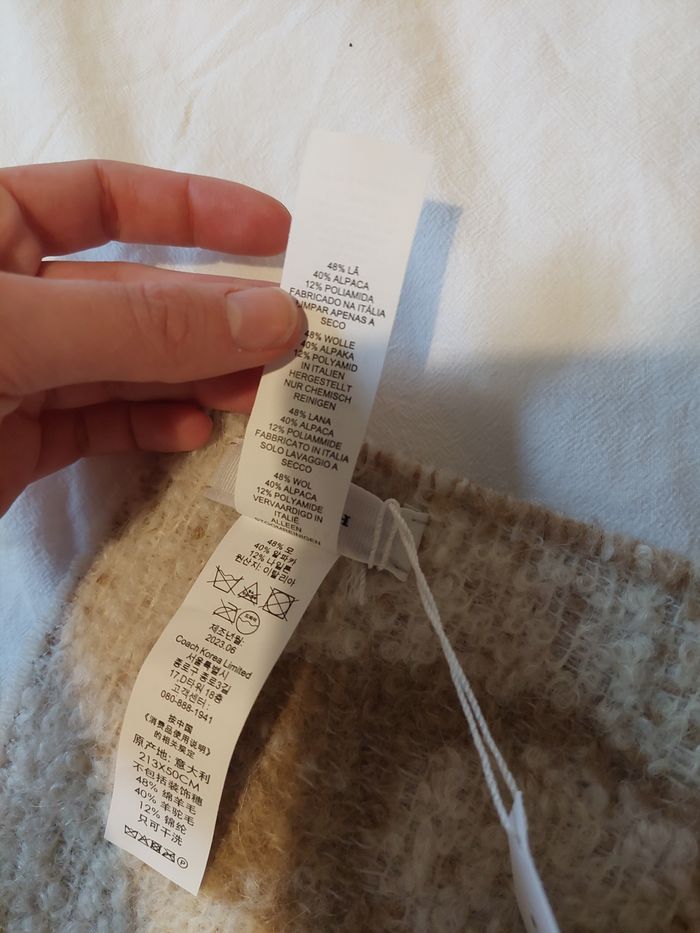 48% LÃ
40% ALPACA
12% POLIAMIDA
FABRICADO NA ITÁLIA
LIMPAR APENAS A
SECO
48% WOLLE
40% ALPAKA
12% POLYAMID
IN ITALIEN
HERGESTELLT
NUR CHEMISCH
REINIGEN
48% LANA
40% ALPACA
12% POLIAMMIDE
FABBRICATO IN ITALIA
SOLO LAVAGGIO A
SECCO
48% WOL
40% ALPACA
12% POLYAMIDE
VERVAARDIGD IN
ITALIË
ALLEEN
STOOMREINIGEN
48% 모
40% 알파카
12% 나일론
원산지: 이탈리아
제조년월:
2023.06
Coach Korea Limited
서울특별시
종로구 종로3길
17.D타워 18층
고객센터 :
080-888-1941
按中国
《消费品使用说明》
的相关规定
原产地: 意大利
213X50CM
不包括装饰穗
48% 绵羊毛
40% 羊驼毛
12% 锦纶
只可干洗
P